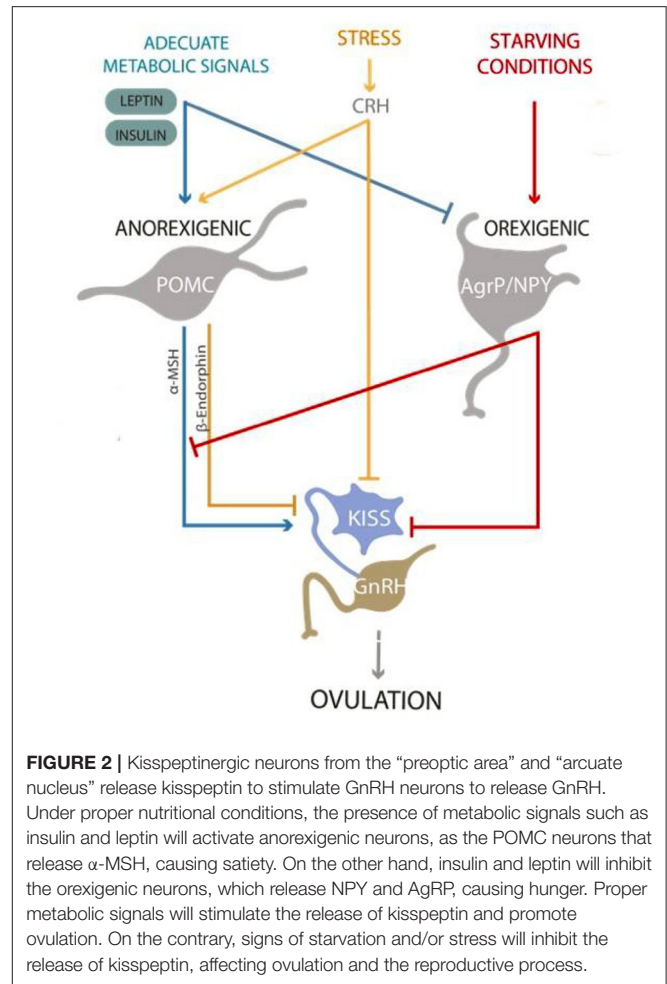 ADECUATE
METABOLIC SIGNALS
STRESS
STARVING
CONDITIONS
LEPTIN
INSULIN
CRH
ANOREXIGENIC
OREXIGENIC
POMC
AgrP/NPY
α-MSH
β-Endorphin
KISS
GnRH
OVULATION
FIGURE 2 | Kisspeptinergic neurons from the “preoptic area” and “arcuate
nucleus” release kisspeptin to stimulate GnRH neurons to release GnRH.
Under proper nutritional conditions, the presence of metabolic signals such as
insulin and leptin will activate anorexigenic neurons, as the POMC neurons that
release α-MSH, causing satiety. On the other hand, insulin and leptin will inhibit
the orexigenic neurons, which release NPY and AgRP, causing hunger. Proper
metabolic signals will stimulate the release of kisspeptin and promote
ovulation. On the contrary, signs of starvation and/or stress will inhibit the
release of kisspeptin, affecting ovulation and the reproductive process.